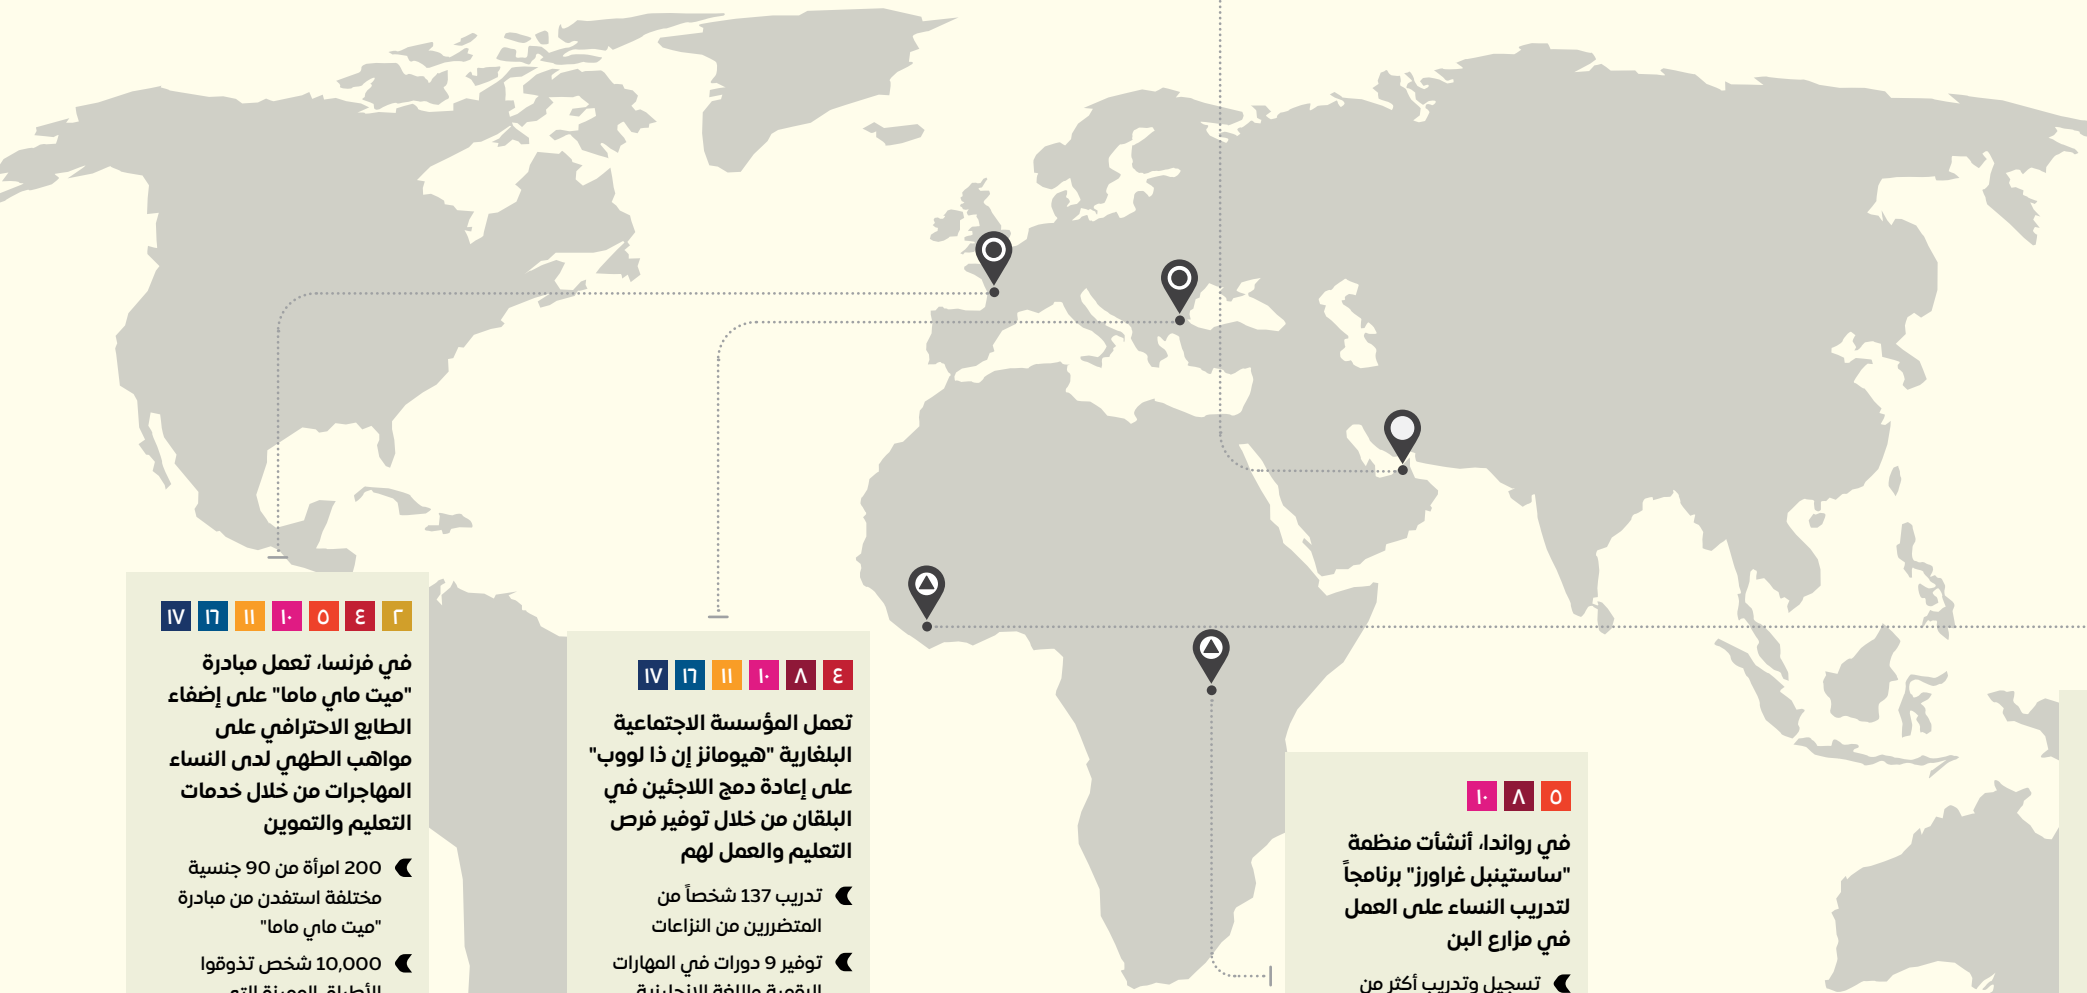 ٢ ٤ ٥ ١٠ ١١ ١٦ ١٧
في فرنسا، تعمل مبادرة
"ميت ماي ماما" على إضفاء
الطابع الاحترافي على
مواهب الطهي لدى النساء
المهاجرات من خلال خدمات
التعليم والتموين
200 امرأة من 90 جنسية
مختلفة استفدن من مبادرة
"ميت ماي ماما"
10,000 شخص تذوقوا
٤ ٨ ١٠ ١١ ١٦ ١٧
تعمل المؤسسة الاجتماعية
البلغارية "هيومانز إن ذا لووب"
على إعادة دمج اللاجئين في
البلقان من خلال توفير فرص
التعليم والعمل لهم
تدريب 137 شخصاً من
المتضررين من النزاعات
توفير 9 دورات في المهارات
٥ ٨ ١٠
في رواندا، أنشأت منظمة
"ساستينبل غراورز" برنامجاً
لتدريب النساء على العمل
في مزارع البن
تسجيل وتدريب أكثر من